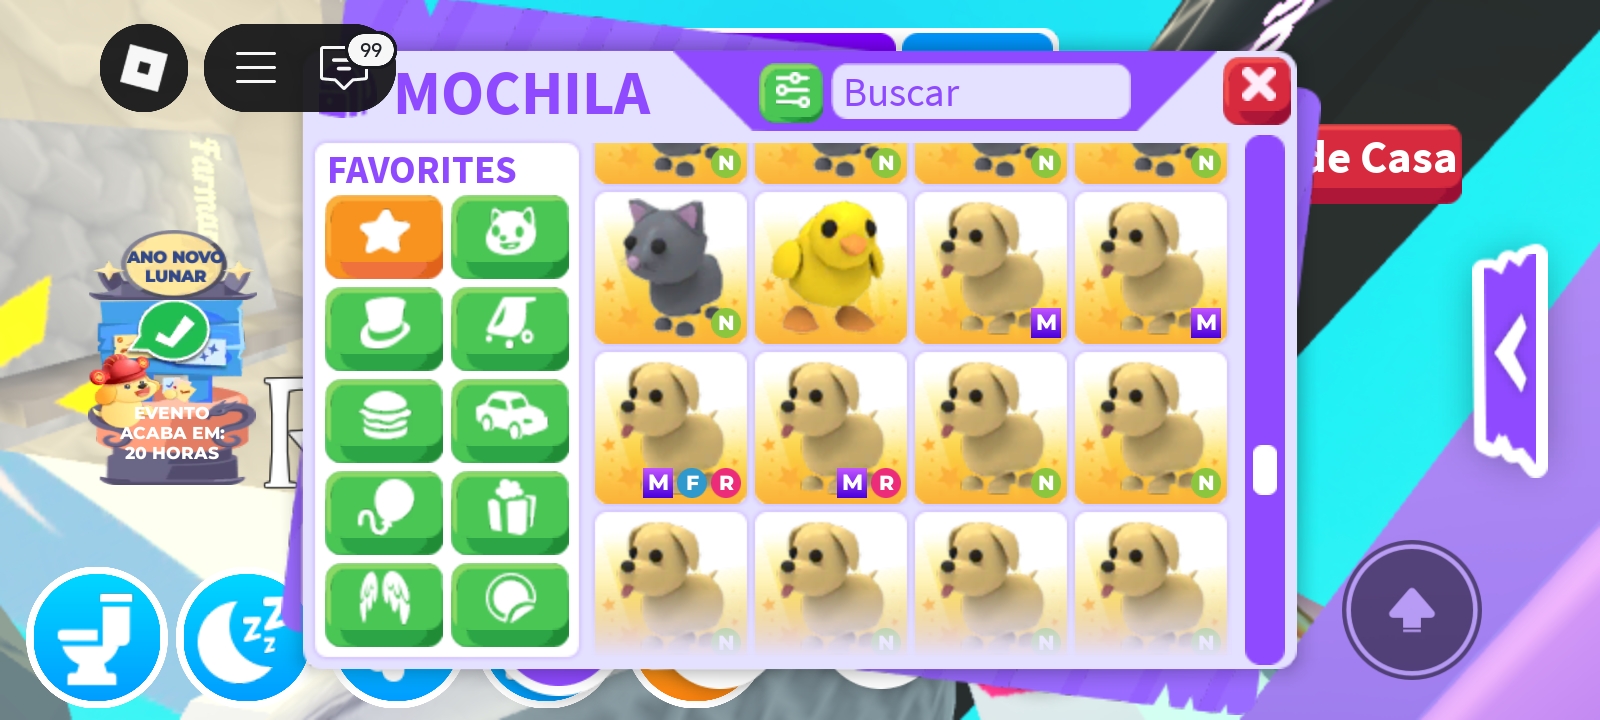 99
MOCHILA
Buscar
FAVORITES
de Casa
ANO NOVO
LUNAR
EVENTO
ACABA EM:
20 HORAS
N
N
N
N
N
M
M
M F R
M R
N
N
N
N
N
N